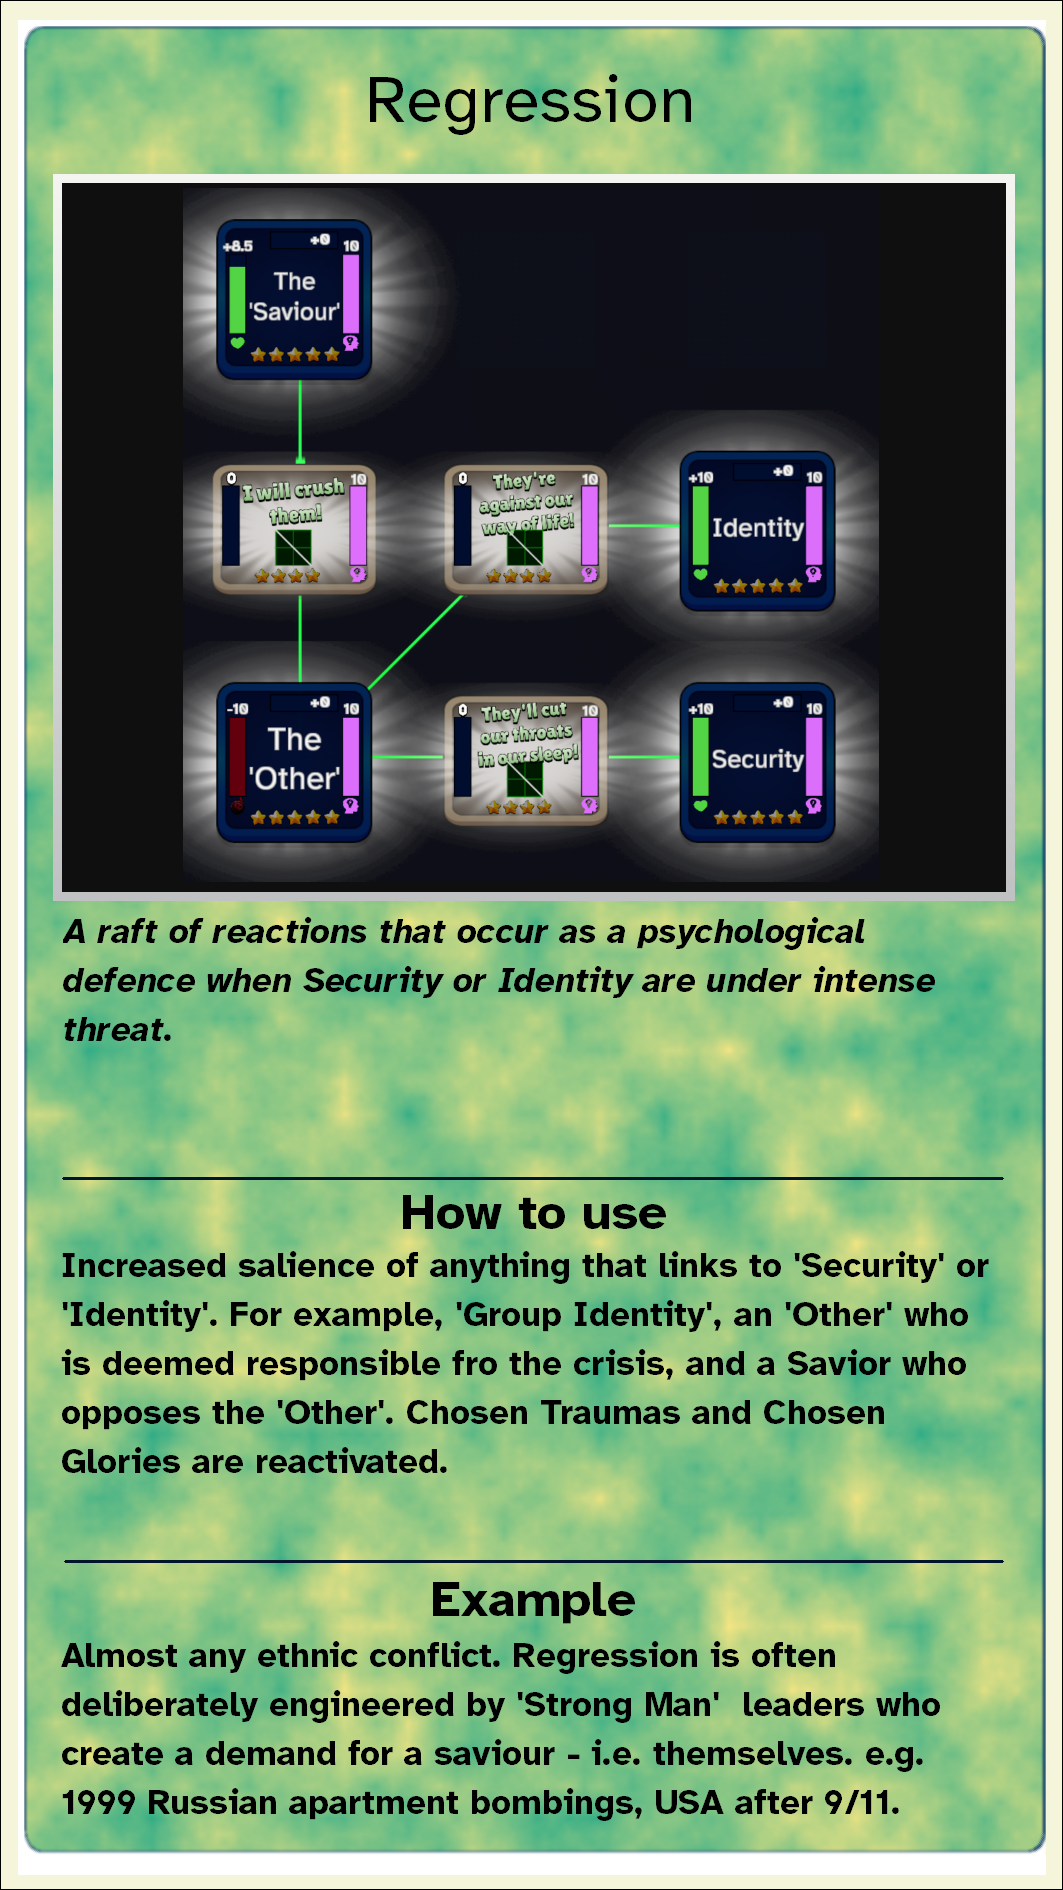 Regression
+8.5
+0
10
The
'Saviour'
0
10
I will crush
them!
0
10
They're
against our
way of life!
+10
+0
10
Identity
-10
+0
10
The
'Other'
0
10
They'll cut
our throats
in our sleep!
+10
+0
10
Security
A raft of reactions that occur as a psychological
defence when Security or Identity are under intense
threat.
How to use
Increased salience of anything that links to 'Security' or
'Identity'. For example, 'Group Identity', an 'Other' who
is deemed responsible fro the crisis, and a Savior who
opposes the 'Other'. Chosen Traumas and Chosen
Glories are reactivated.
Example
Almost any ethnic conflict. Regression is often
deliberately engineered by 'Strong Man'  leaders who
create a demand for a saviour - i.e. themselves. e.g.
1999 Russian apartment bombings, USA after 9/11.